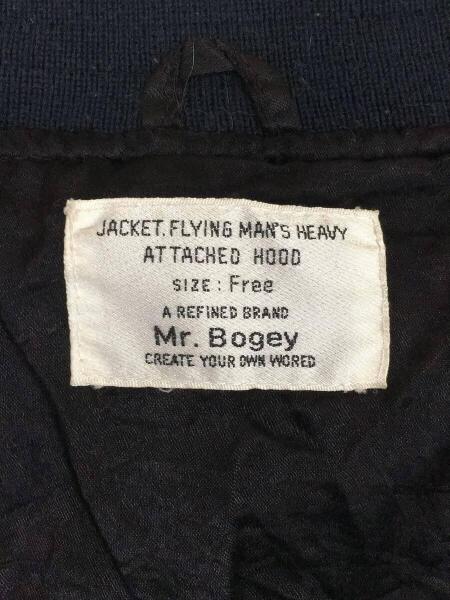 JACKET. FLYING MAN'S HEAVY
ATTACHED HOOD
SIZE : Free
A REFINED BRAND
Mr. Bogey
CREATE YOUR OWN WORED